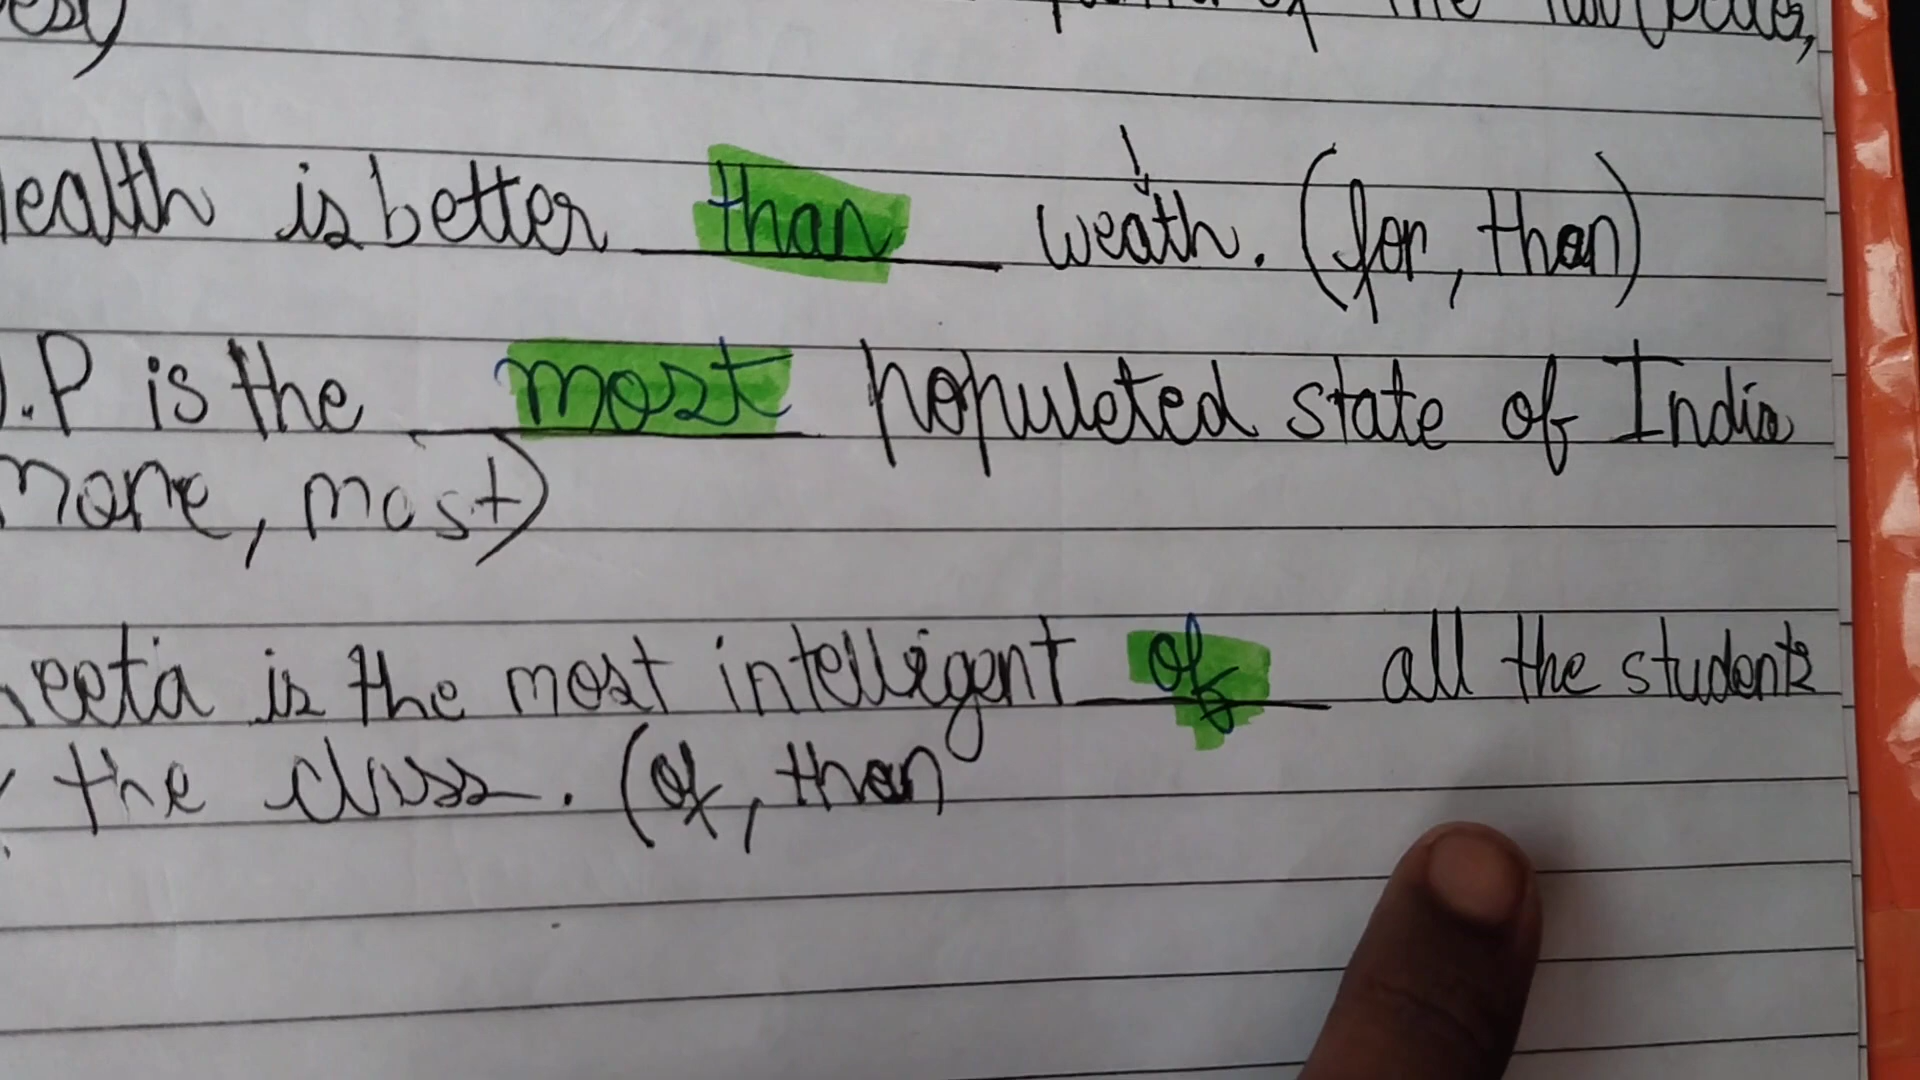 ealth is better than weath. (for, than)
.P is the most populeted state of India
more, most)
eeta is the most intelligent of all the students
the class. (of, than